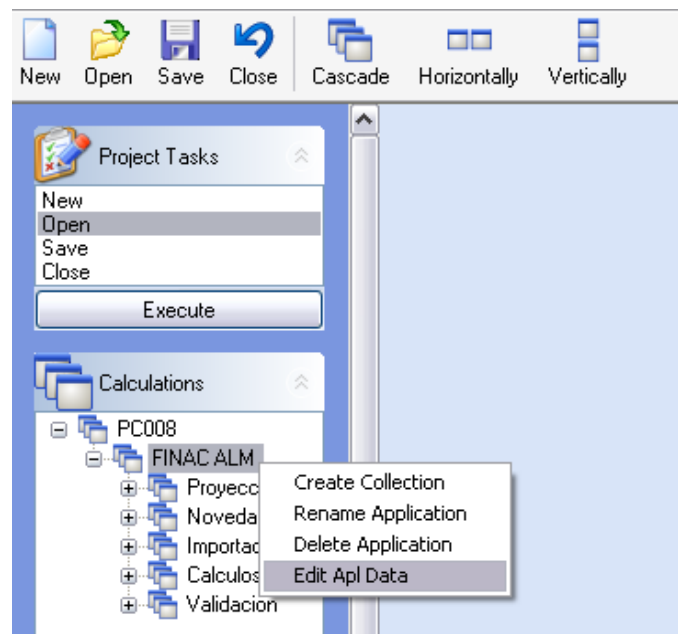 New Open Save Close Cascade Horizontally Vertically
Project Tasks
New
Open
Save
Close
Execute
Calculations
PC008
FINAC ALM
Proyecc
Noveda
Importac
Calculos
Validacion
Create Collection
Rename Application
Delete Application
Edit Apl Data